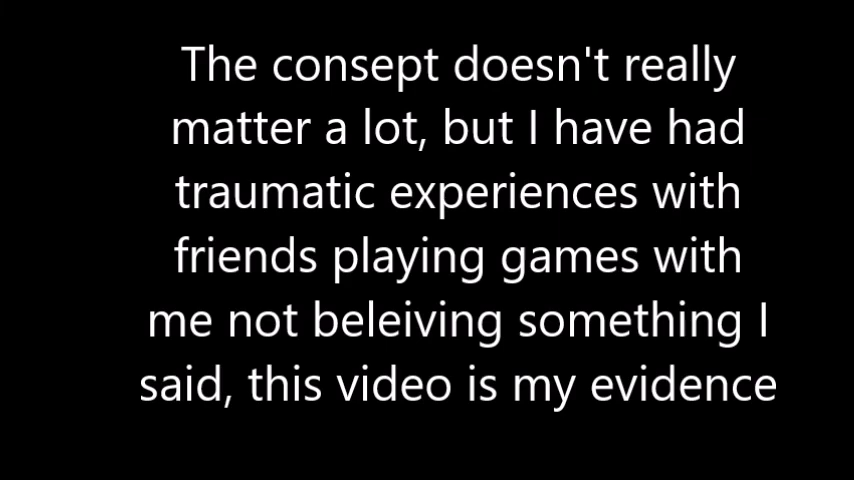 The consept doesn't really
matter a lot, but I have had
traumatic experiences with
friends playing games with
me not beleiving something I
said, this video is my evidence